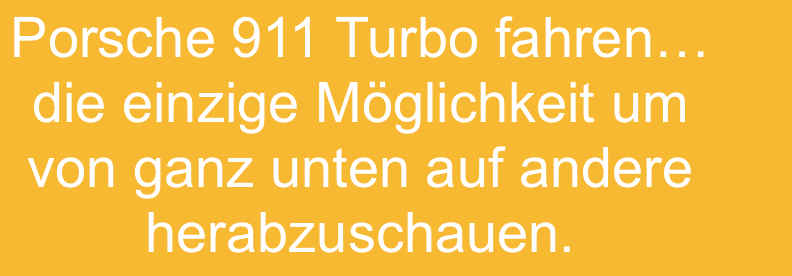 Porsche 911 Turbo fahren…
die einzige Möglichkeit um
von ganz unten auf andere
herabzuschauen.